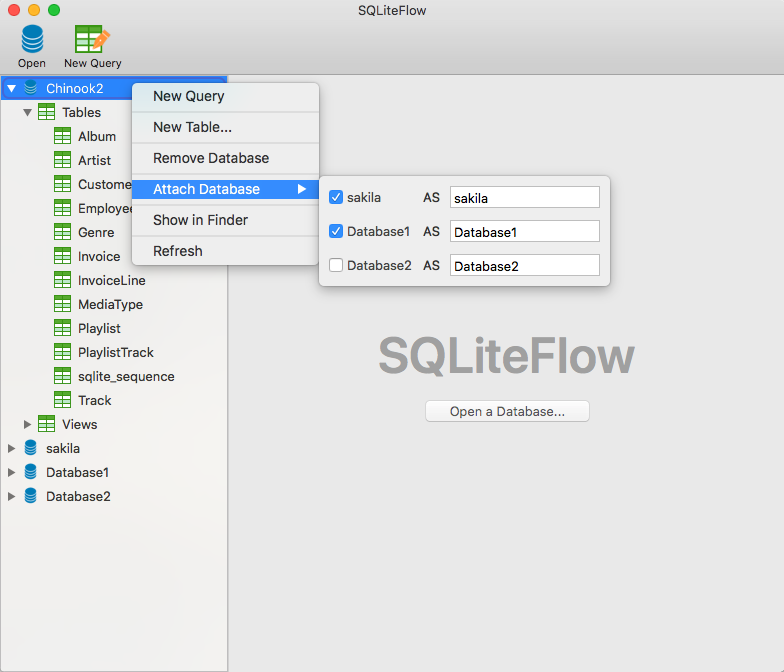 SQLiteFlow
Open
New Query
Chinook2
Tables
Album
Artist
Custome
Employee
Genre
Invoice
InvoiceLine
MediaType
Playlist
PlaylistTrack
sqlite_sequence
Track
Views
sakila
Database1
Database2
New Query
New Table...
Remove Database
Attach Database
Show in Finder
Refresh
sakila AS sakila
Database1 AS Database1
Database2 AS Database2
SQLiteFlow
Open a Database...